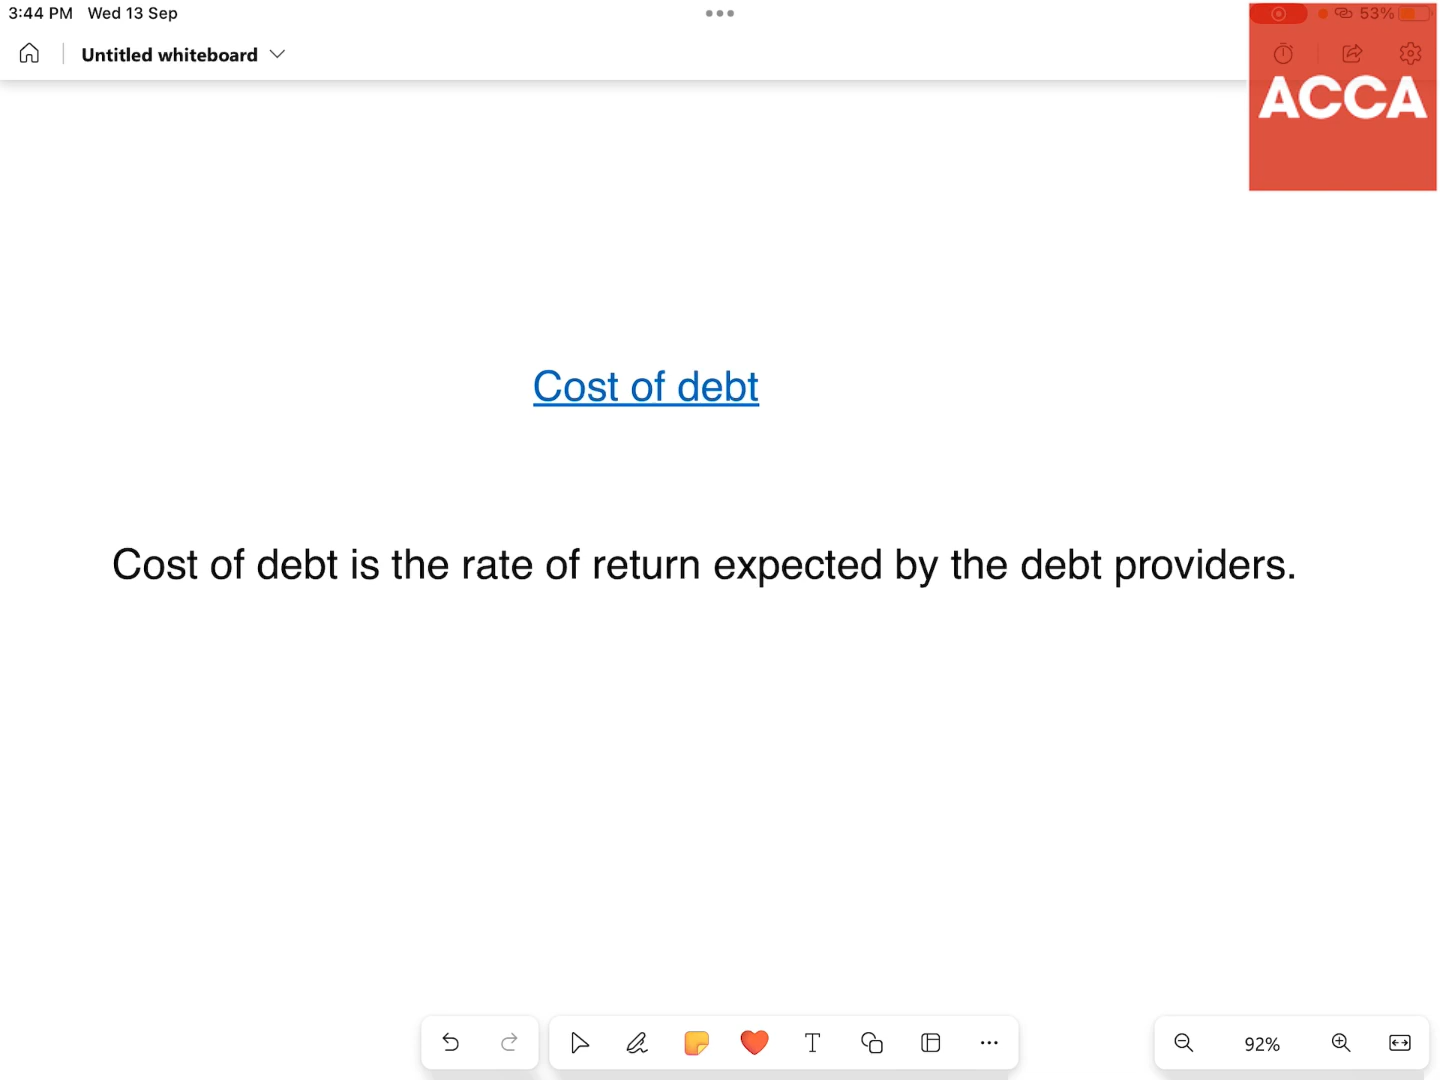 3:44 PM Wed 13 Sep
53%
Untitled whiteboard
ACCA
Cost of debt
Cost of debt is the rate of return expected by the debt providers.
T
92%